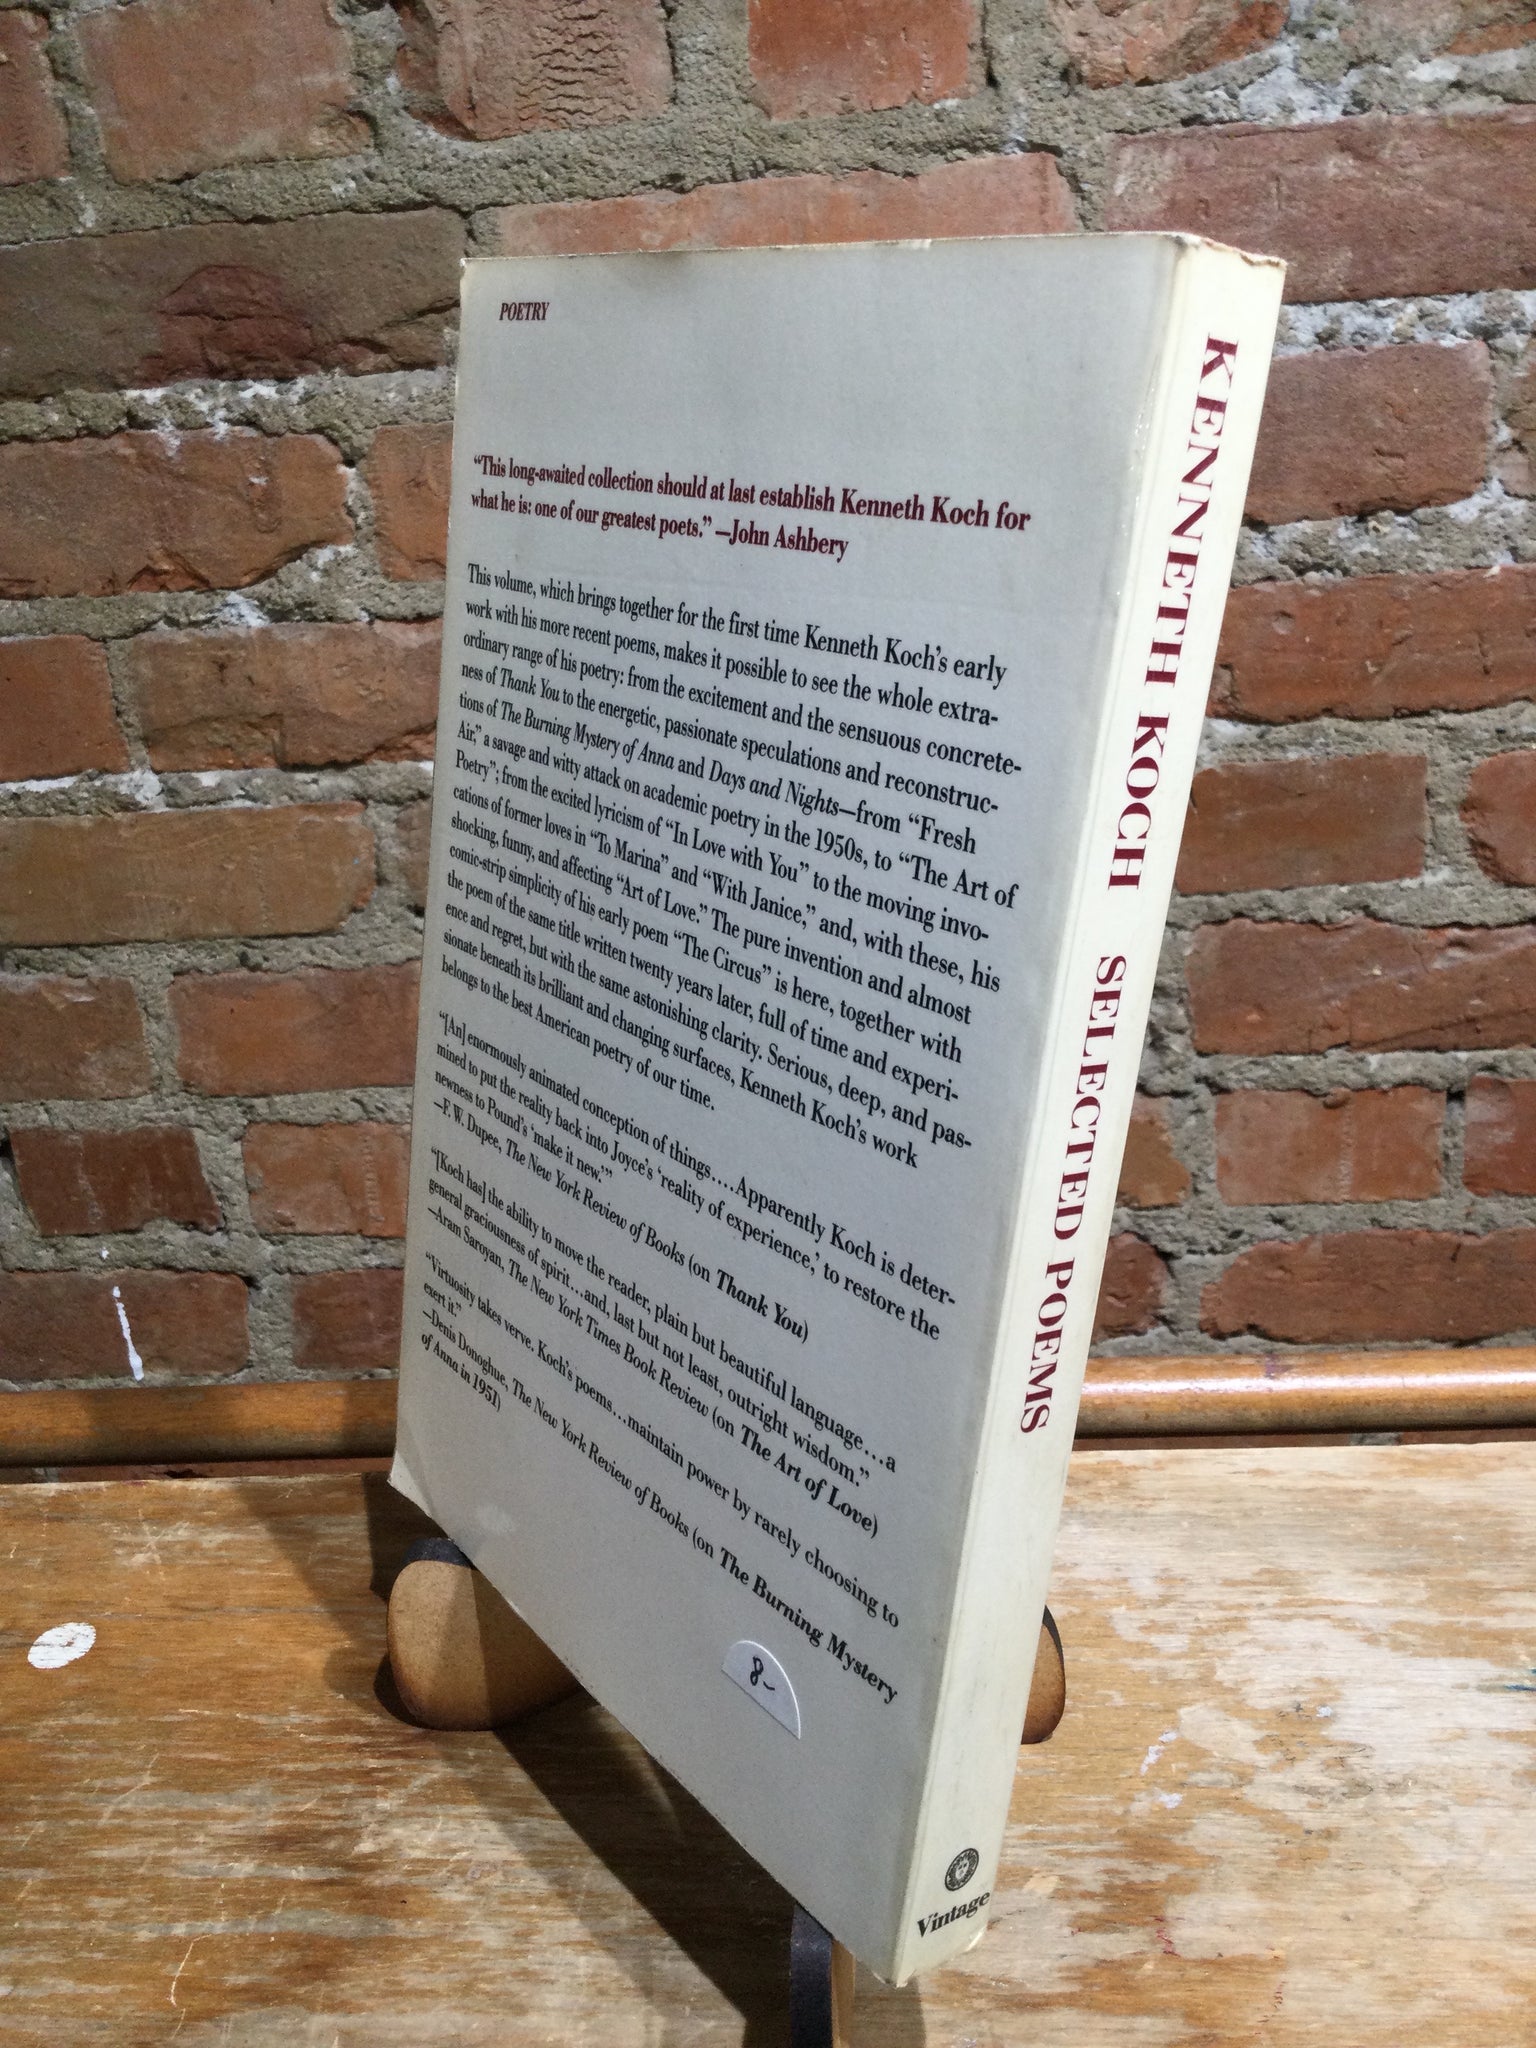 POETRY
“This long-awaited collection should at last establish Kenneth Koch for
what he is: one of our greatest poets.” —John Ashbery
This volume, which brings together for the first time Kenneth Koch’s early
work with his more recent poems, makes it possible to see the whole extra-
ordinary range of his poetry: from the excitement and the sensuous concrete-
ness of Thank You to the energetic, passionate speculations and reconstruc-
tions of The Burning Mystery of Anna and Days and Nights—from “Fresh
Air,” a savage and witty attack on academic poetry in the 1950s, to “The Art of
Poetry”; from the excited lyricism of “In Love with You” to the moving invo-
cations of former loves in “To Marina” and “With Janice,” and, with these, his
shocking, funny, and affecting “Art of Love.” The pure invention and almost
comic-strip simplicity of his early poem “The Circus” is here, together with
the poem of the same title written twenty years later, full of time and experi-
ence and regret, but with the same astonishing clarity. Serious, deep, and pas-
sionate beneath its brilliant and changing surfaces, Kenneth Koch’s work
belongs to the best American poetry of our time.
“[An] enormously animated conception of things....Apparently Koch is deter-
mined to put the reality back into Joyce’s ‘reality of experience,’ to restore the
newness to Pound’s ‘make it new.’”
—F. W. Dupee, The New York Review of Books (on Thank You)
“[Koch has] the ability to move the reader, plain but beautiful language...a
general graciousness of spirit...and, last but not least, outright wisdom.”
—Aram Saroyan, The New York Times Book Review (on The Art of Love)
“Virtuosity takes verve. Koch’s poems...maintain power by rarely choosing to
exert it.”
—Denis Donoghue, The New York Review of Books (on The Burning Mystery
of Anna in 1951)
8-
KENNETH KOCH SELECTED POEMS
Vintage